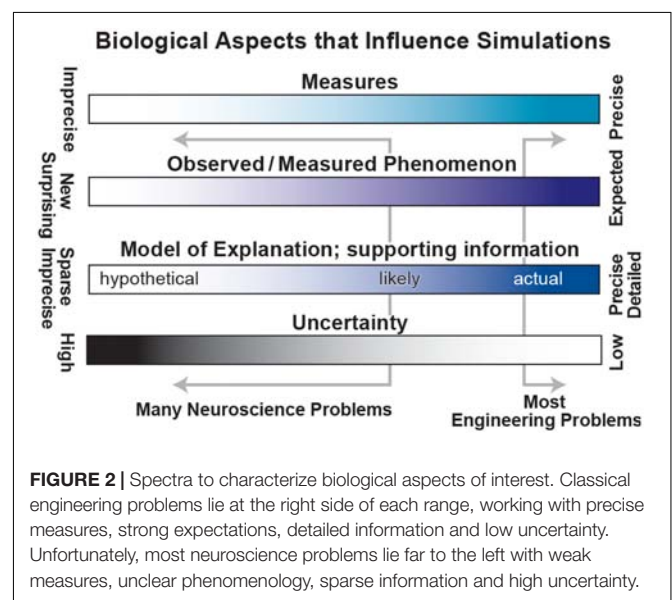 Biological Aspects that Influence Simulations
Measures
Imprecise
Precise
Observed / Measured Phenomenon
New
Surprising
Expected
Model of Explanation; supporting information
Sparse
Imprecise
hypothetical likely actual
Precise
Detailed
Uncertainty
High
Low
Many Neuroscience Problems
Most
Engineering Problems
FIGURE 2 | Spectra to characterize biological aspects of interest. Classical
engineering problems lie at the right side of each range, working with precise
measures, strong expectations, detailed information and low uncertainty.
Unfortunately, most neuroscience problems lie far to the left with weak
measures, unclear phenomenology, sparse information and high uncertainty.